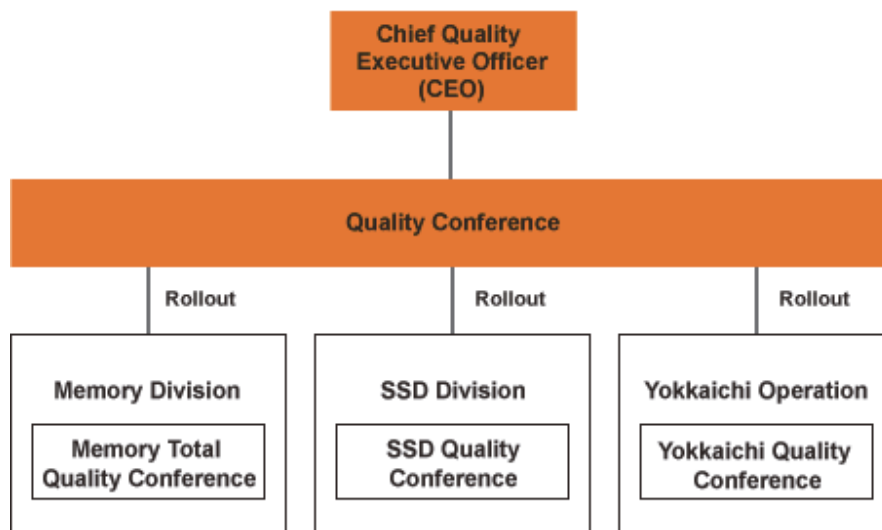 Chief Quality
Executive Officer
(CEO)
Quality Conference
Rollout
Rollout
Rollout
Memory Division
Memory Total
Quality Conference
SSD Division
SSD Quality
Conference
Yokkaichi Operation
Yokkaichi Quality
Conference